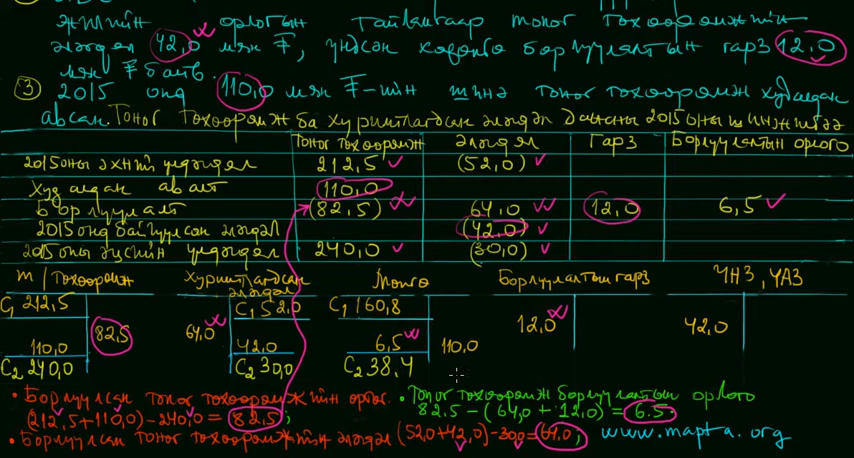 жилийн орлогын тайлангаар тоног төхөөрөмжийн
элэгдэл 42,0 мян ₮, үндсэн хөрөнгө борлуулалтын гарз 12,0
мян ₮ байв.
③ 2015 онд 110,0 мян ₮-ийн шинэ тоног төхөөрөмж худалдан
авсан. Тоног төхөөрөмж ба хуримтлагдсан элэгдэл дансны 2015 оны шинжилгээ
Тоног төхөөрөмж Элэгдэл Гарз Борлуулалтын орлого
2015 оны эхний үлдэгдэл 212,5 (52,0)
Худалдан авалт 110,0
Борлуулалт (82,5) 64,0 12,0 6,5
2015 онд байгуулсан элэгдэл (42,0)
2015 оны эцсийн үлдэгдэл 240,0 (30,0)
Т/Төхөөрөмж Хуримтлагдсан элэгдэл Мөнгө Борлуулалтын гарз ҮНЗ, ҮАЗ
C₁ 212,5 C₁ 52,0 C₁ 160,8
82,5 64,0 12,0 42,0
110,0 42,0 6,5 110,0
C₂ 240,0 C₂ 30,0 C₂ 38,4
• Борлуулсан тоног төхөөрөмжийн өртөг
(212,5+110,0)-240,0=82,5;
• Тоног төхөөрөмж борлуулалтын орлого
82.5-(64,0+12,0)=6.5;
• Борлуулсан тоног төхөөрөмжийн элэгдэл (52,0+42,0)-30,0=64,0; www.mapta.org